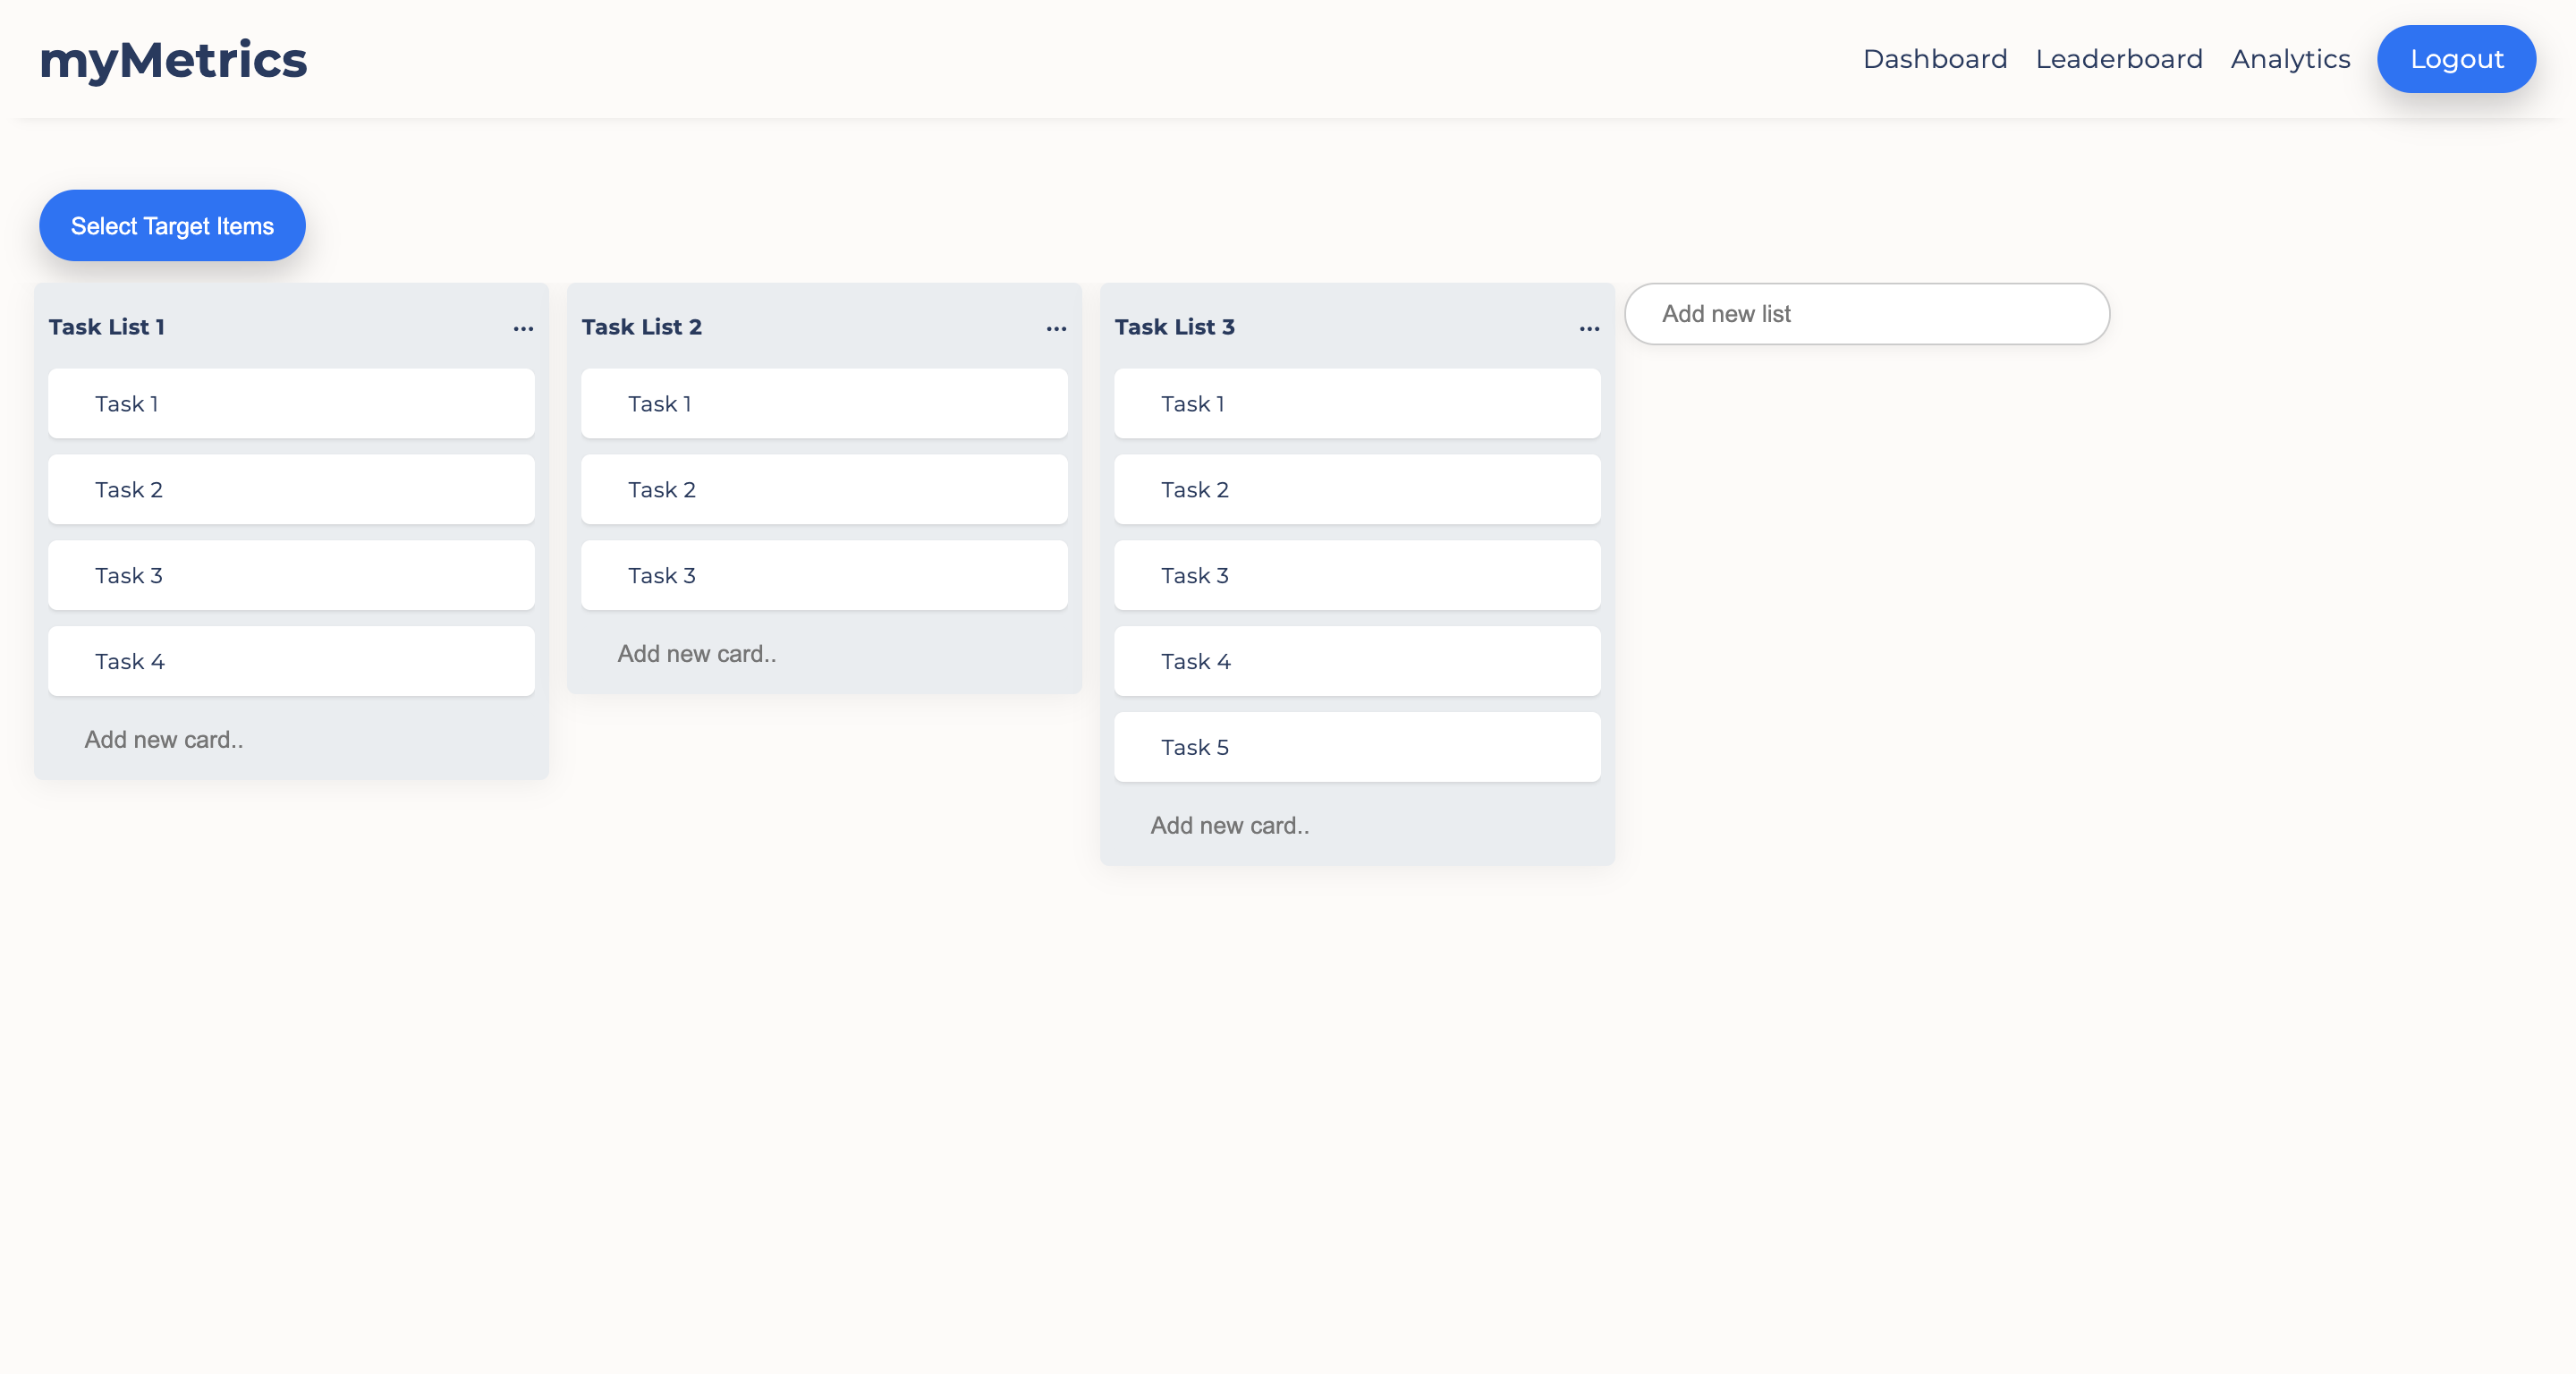 myMetrics
Dashboard Leaderboard Analytics Logout
Select Target Items
Task List 1 ...
Task 1
Task 2
Task 3
Task 4
Add new card..
Task List 2 ...
Task 1
Task 2
Task 3
Add new card..
Task List 3 ...
Task 1
Task 2
Task 3
Task 4
Task 5
Add new card..
Add new list